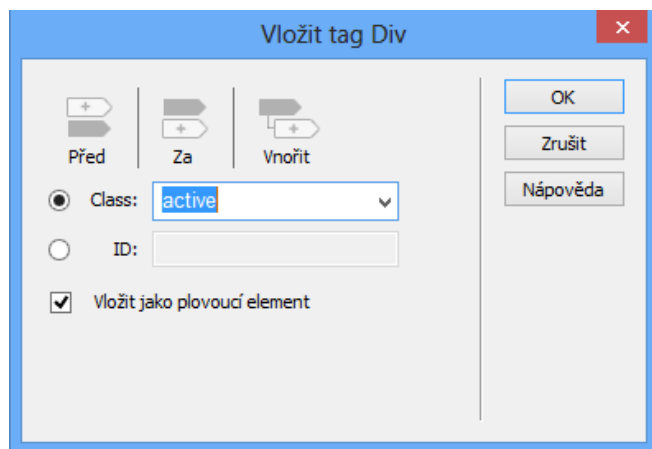 Vložit tag Div
Před
Za
Vnořit
Class: active
ID:
Vložit jako plovoucí element
OK
Zrušit
Nápověda